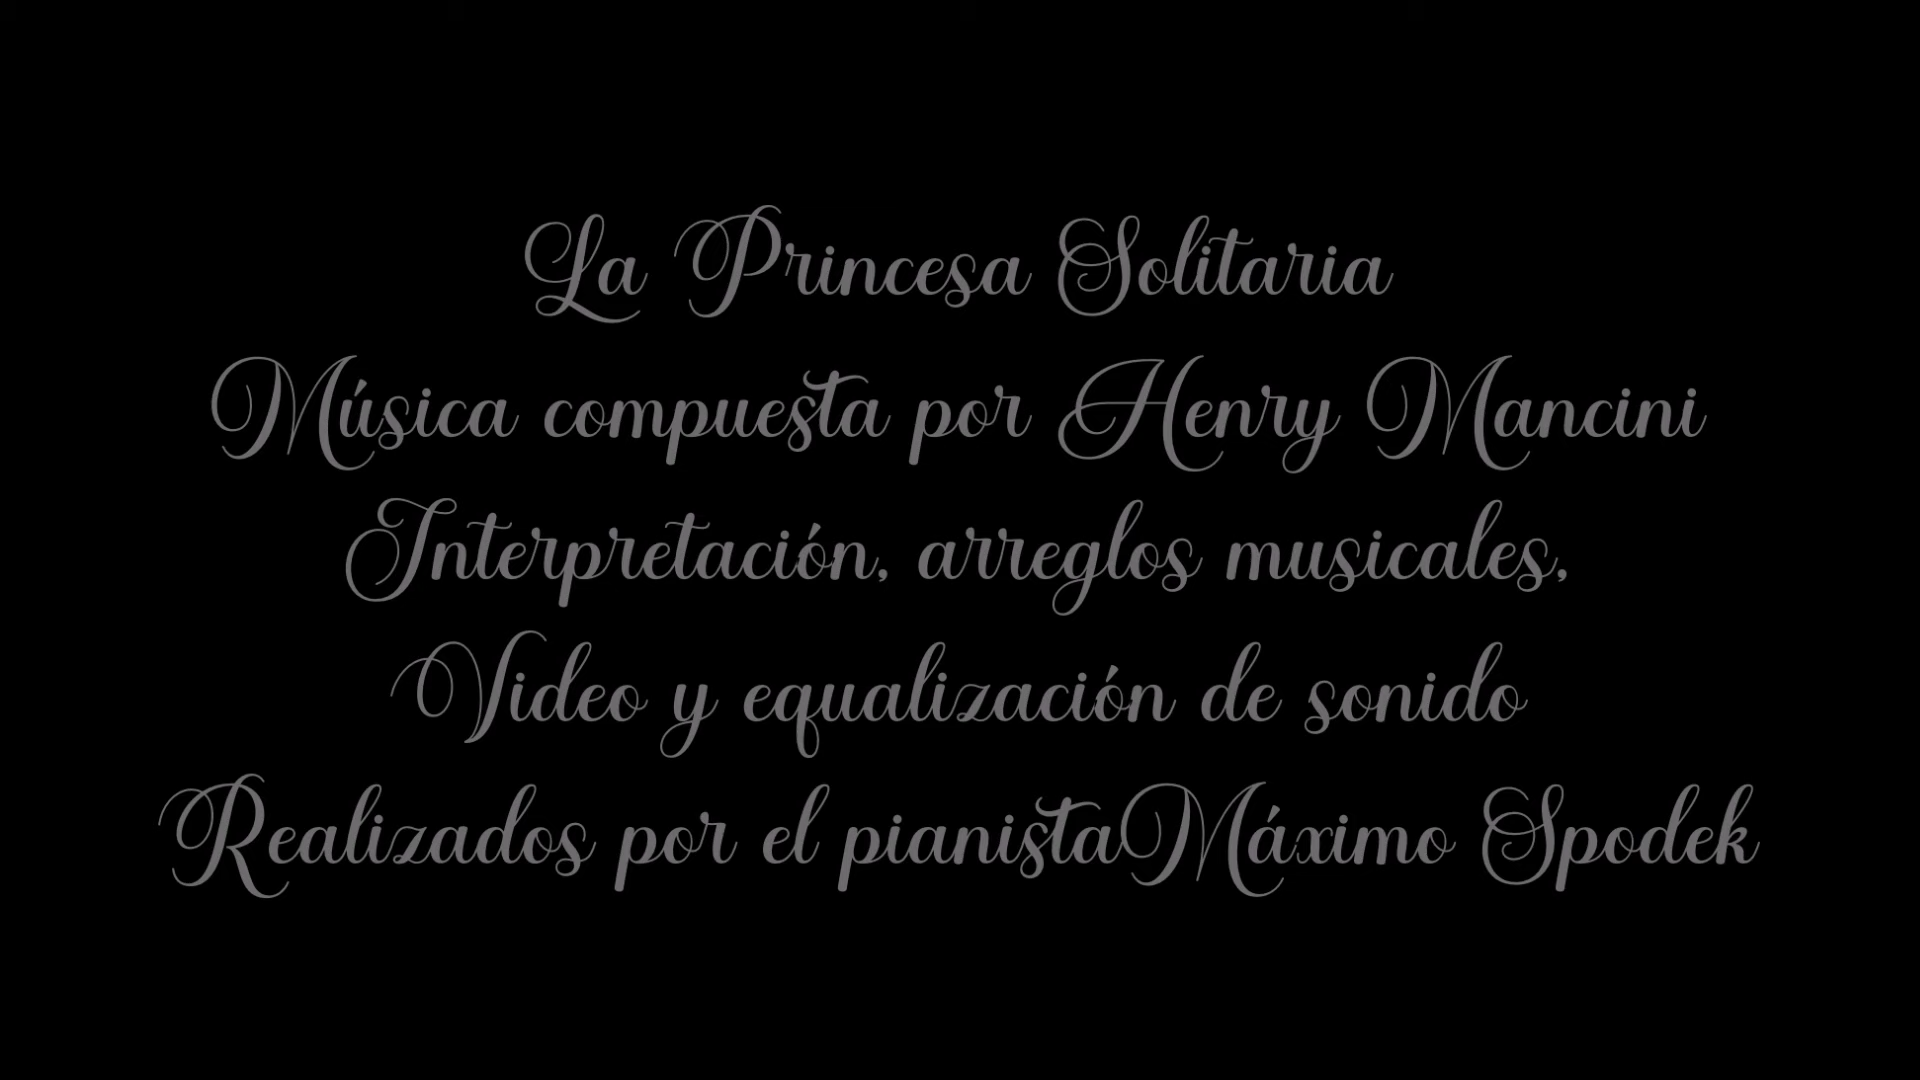 La Princesa Solitaria
Música compuesta por Henry Mancini
Interpretación, arreglos musicales,
Video y equalización de sonido
Realizados por el pianistaMáximo Spodek